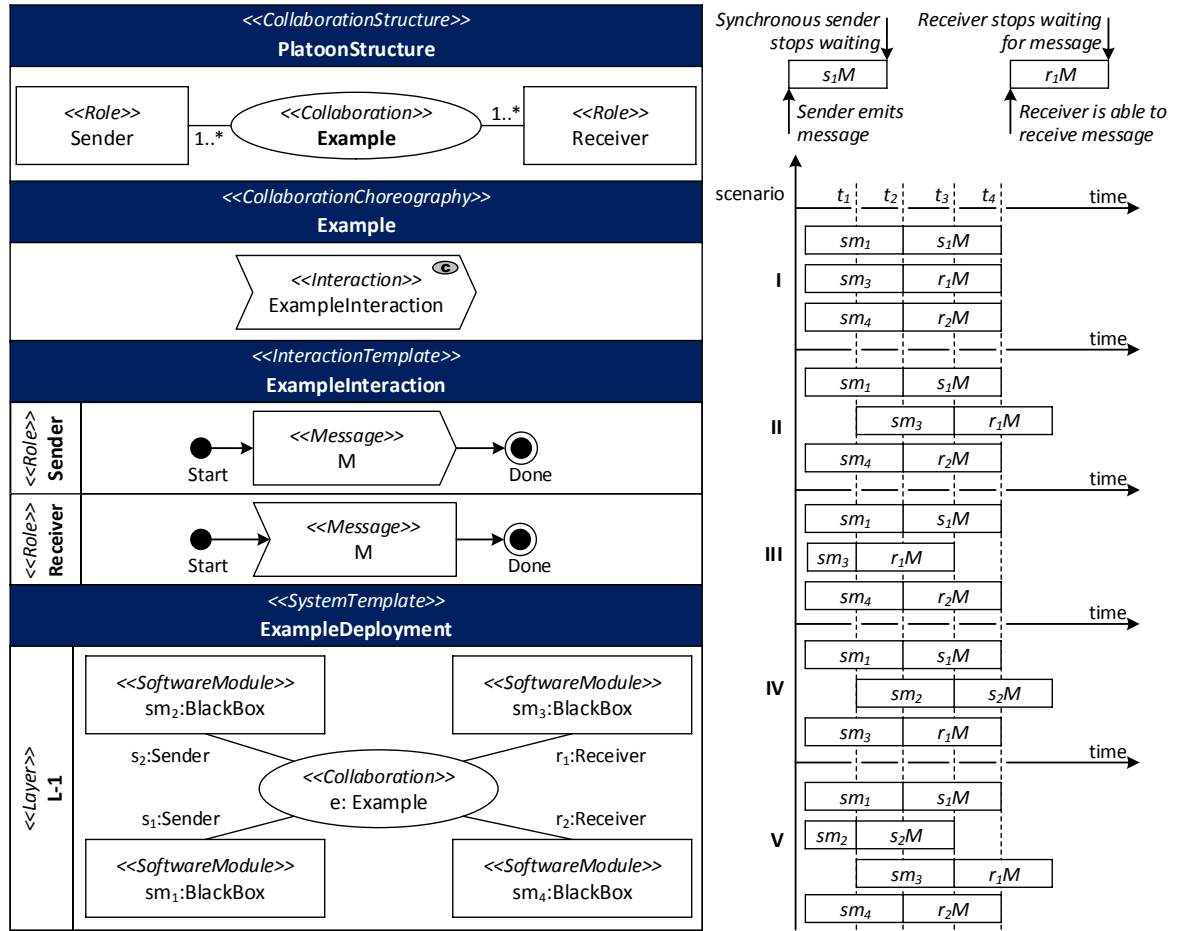 <<CollaborationStructure>>
PlatoonStructure
<<Role>>
Sender
1..*
<<Collaboration>>
Example
1..*
<<Role>>
Receiver
<<CollaborationChoreography>>
Example
<<Interaction>>
ExampleInteraction
C
<<InteractionTemplate>>
ExampleInteraction
<<Role>>
Sender
Start
<<Message>>
M
Done
<<Role>>
Receiver
Start
<<Message>>
M
Done
<<SystemTemplate>>
ExampleDeployment
<<Layer>>
L-1
<<SoftwareModule>>
sm2:BlackBox
<<SoftwareModule>>
sm3:BlackBox
s2:Sender
r1:Receiver
<<Collaboration>>
e: Example
s1:Sender
r2:Receiver
<<SoftwareModule>>
sm1:BlackBox
<<SoftwareModule>>
sm4:BlackBox
Synchronous sender
stops waiting
s1M
Sender emits
message
Receiver stops waiting
for message
r1M
Receiver is able to
receive message
scenario
t1 t2 t3 t4 time
I
sm1 s1M
sm3 r1M
sm4 r2M
time
II
sm1 s1M
sm3 r1M
sm4 r2M
time
III
sm1 s1M
sm3 r1M
sm4 r2M
time
IV
sm1 s1M
sm2 s2M
sm3 r1M
time
V
sm1 s1M
sm2 s2M
sm3 r1M
sm4 r2M